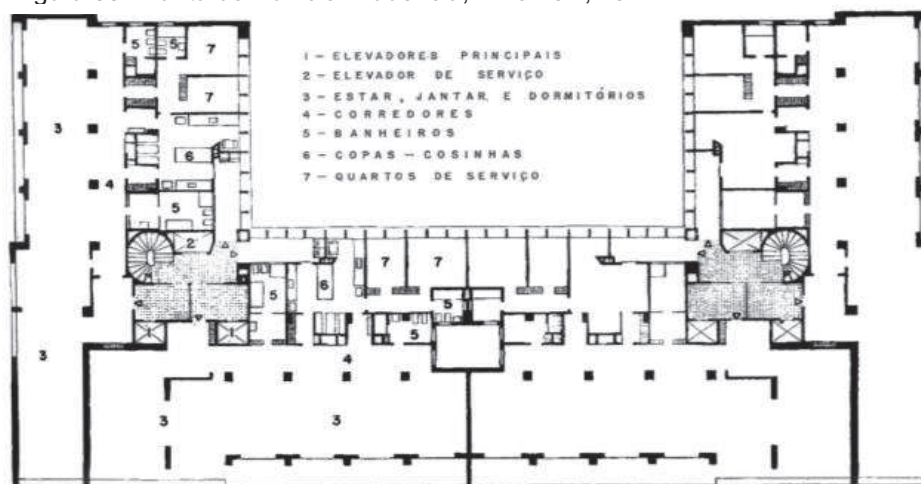 1 – ELEVADORES PRINCIPAIS
2 – ELEVADOR DE SERVIÇO
3 – ESTAR, JANTAR E DORMITÓRIOS
4 – CORREDORES
5 – BANHEIROS
6 – COPAS – COSINHAS
7 – QUARTOS DE SERVIÇO
5 5 7
7
3
6
4
5
2
7 7
5 6
5
1 1
5
3 4
3 3